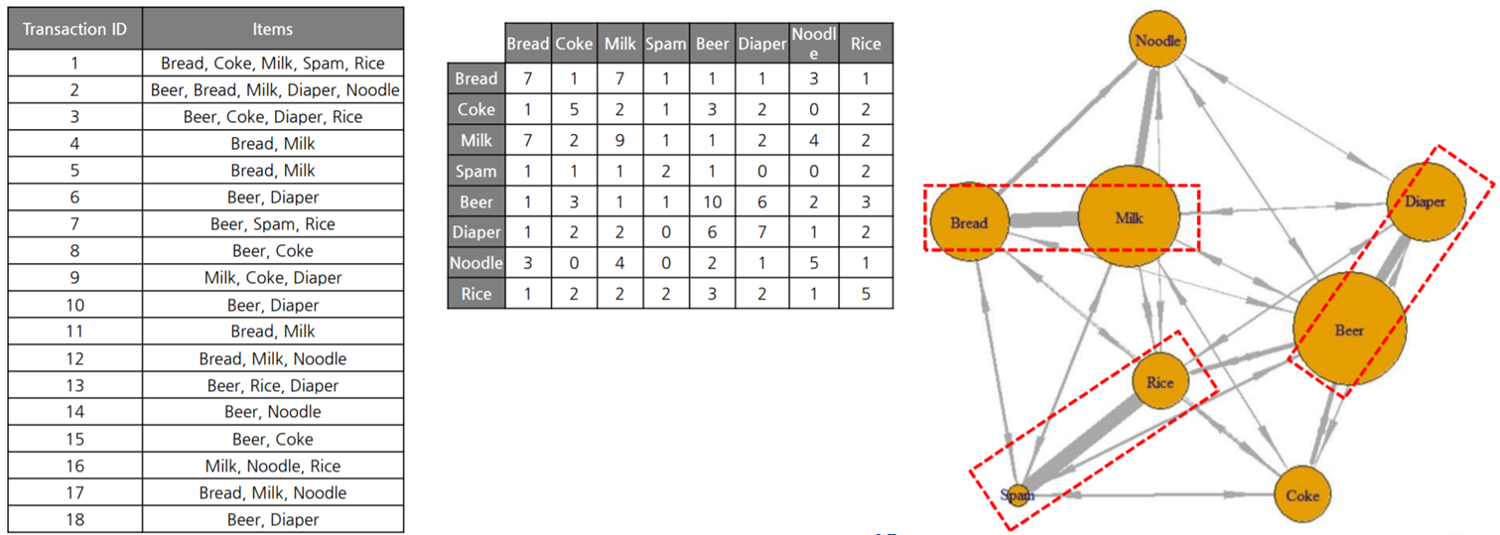 Transaction ID Items
1 Bread, Coke, Milk, Spam, Rice
2 Beer, Bread, Milk, Diaper, Noodle
3 Beer, Coke, Diaper, Rice
4 Bread, Milk
5 Bread, Milk
6 Beer, Diaper
7 Beer, Spam, Rice
8 Beer, Coke
9 Milk, Coke, Diaper
10 Beer, Diaper
11 Bread, Milk
12 Bread, Milk, Noodle
13 Beer, Rice, Diaper
14 Beer, Noodle
15 Beer, Coke
16 Milk, Noodle, Rice
17 Bread, Milk, Noodle
18 Beer, Diaper
Bread Coke Milk Spam Beer Diaper Noodl
e Rice
Bread 7 1 7 1 1 1 3 1
Coke 1 5 2 1 3 2 0 2
Milk 7 2 9 1 1 2 4 2
Spam 1 1 1 2 1 0 0 2
Beer 1 3 1 1 10 6 2 3
Diaper 1 2 2 0 6 7 1 2
Noodle 3 0 4 0 2 1 5 1
Rice 1 2 2 2 3 2 1 5
Noodle
Diaper
Bread
Milk
Beer
Rice
Spam
Coke